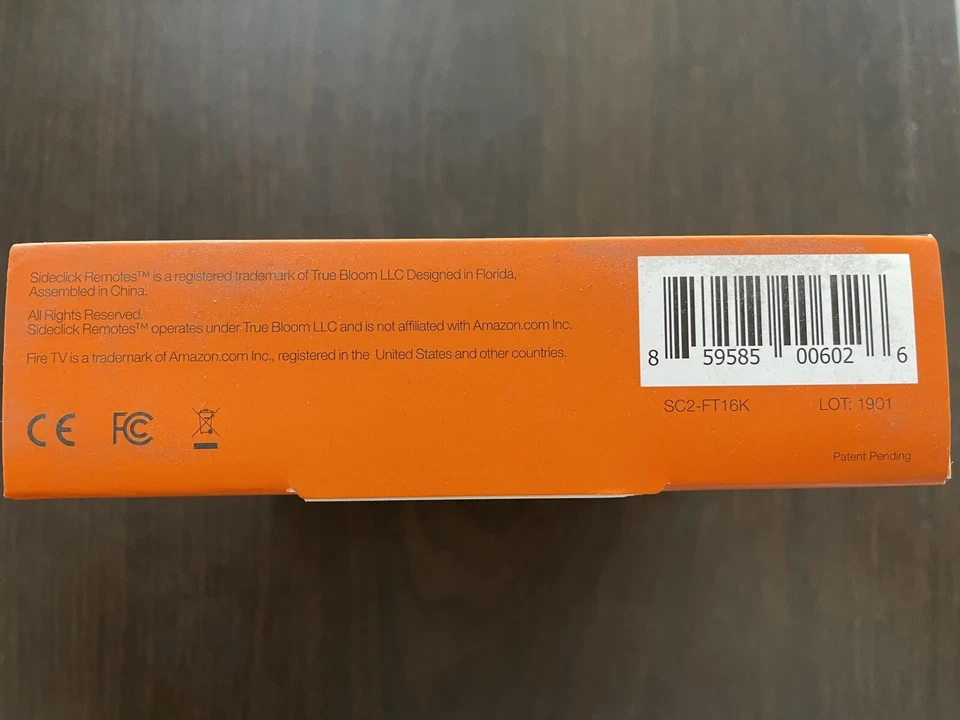 Sideclick Remotes™ is a registered trademark of True Bloom LLC Designed in Florida,
Assembled in China.
All Rights Reserved.
Sideclick Remotes™ operates under True Bloom LLC and is not affiliated with Amazon.com Inc.
Fire TV is a trademark of Amazon.com Inc., registered in the United States and other countries.
CE FC
8 59585 00602 6
SC2-FT16K LOT: 1901
Patent Pending